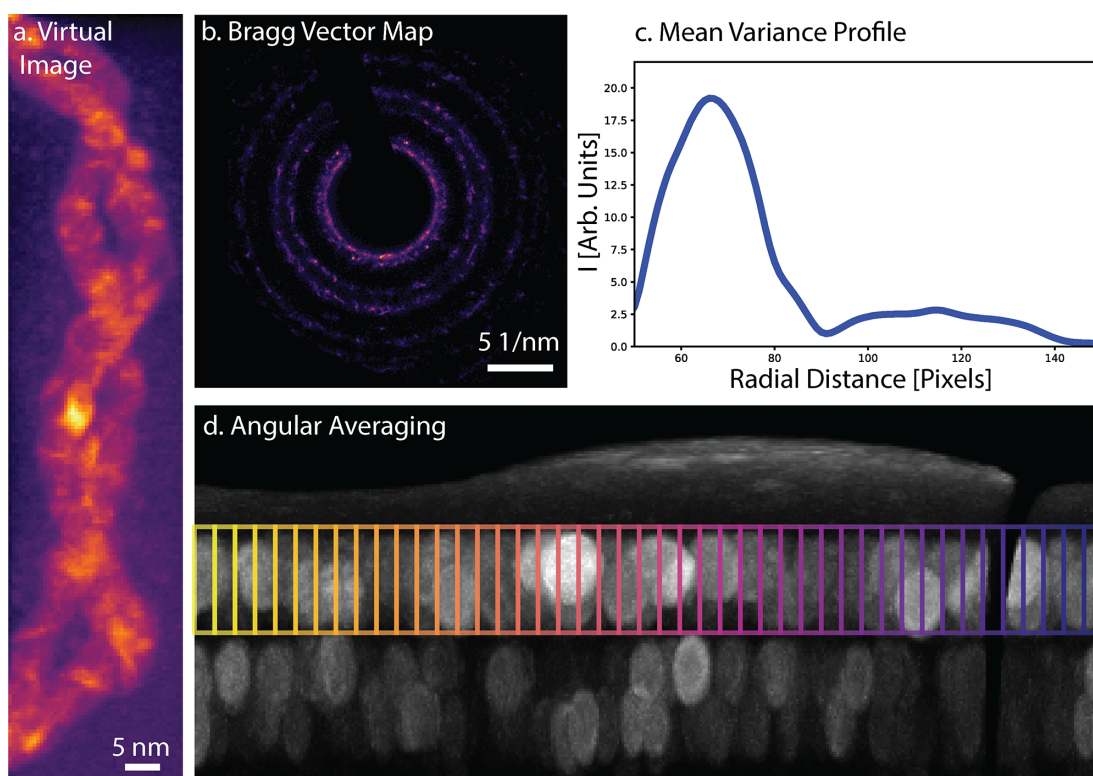 a. Virtual
Image
5 nm
b. Bragg Vector Map
5 1/nm
c. Mean Variance Profile
I [Arb. Units]
20.0
17.5
15.0
12.5
10.0
7.5
5.0
2.5
0.0
60 80 100 120 140
Radial Distance [Pixels]
d. Angular Averaging